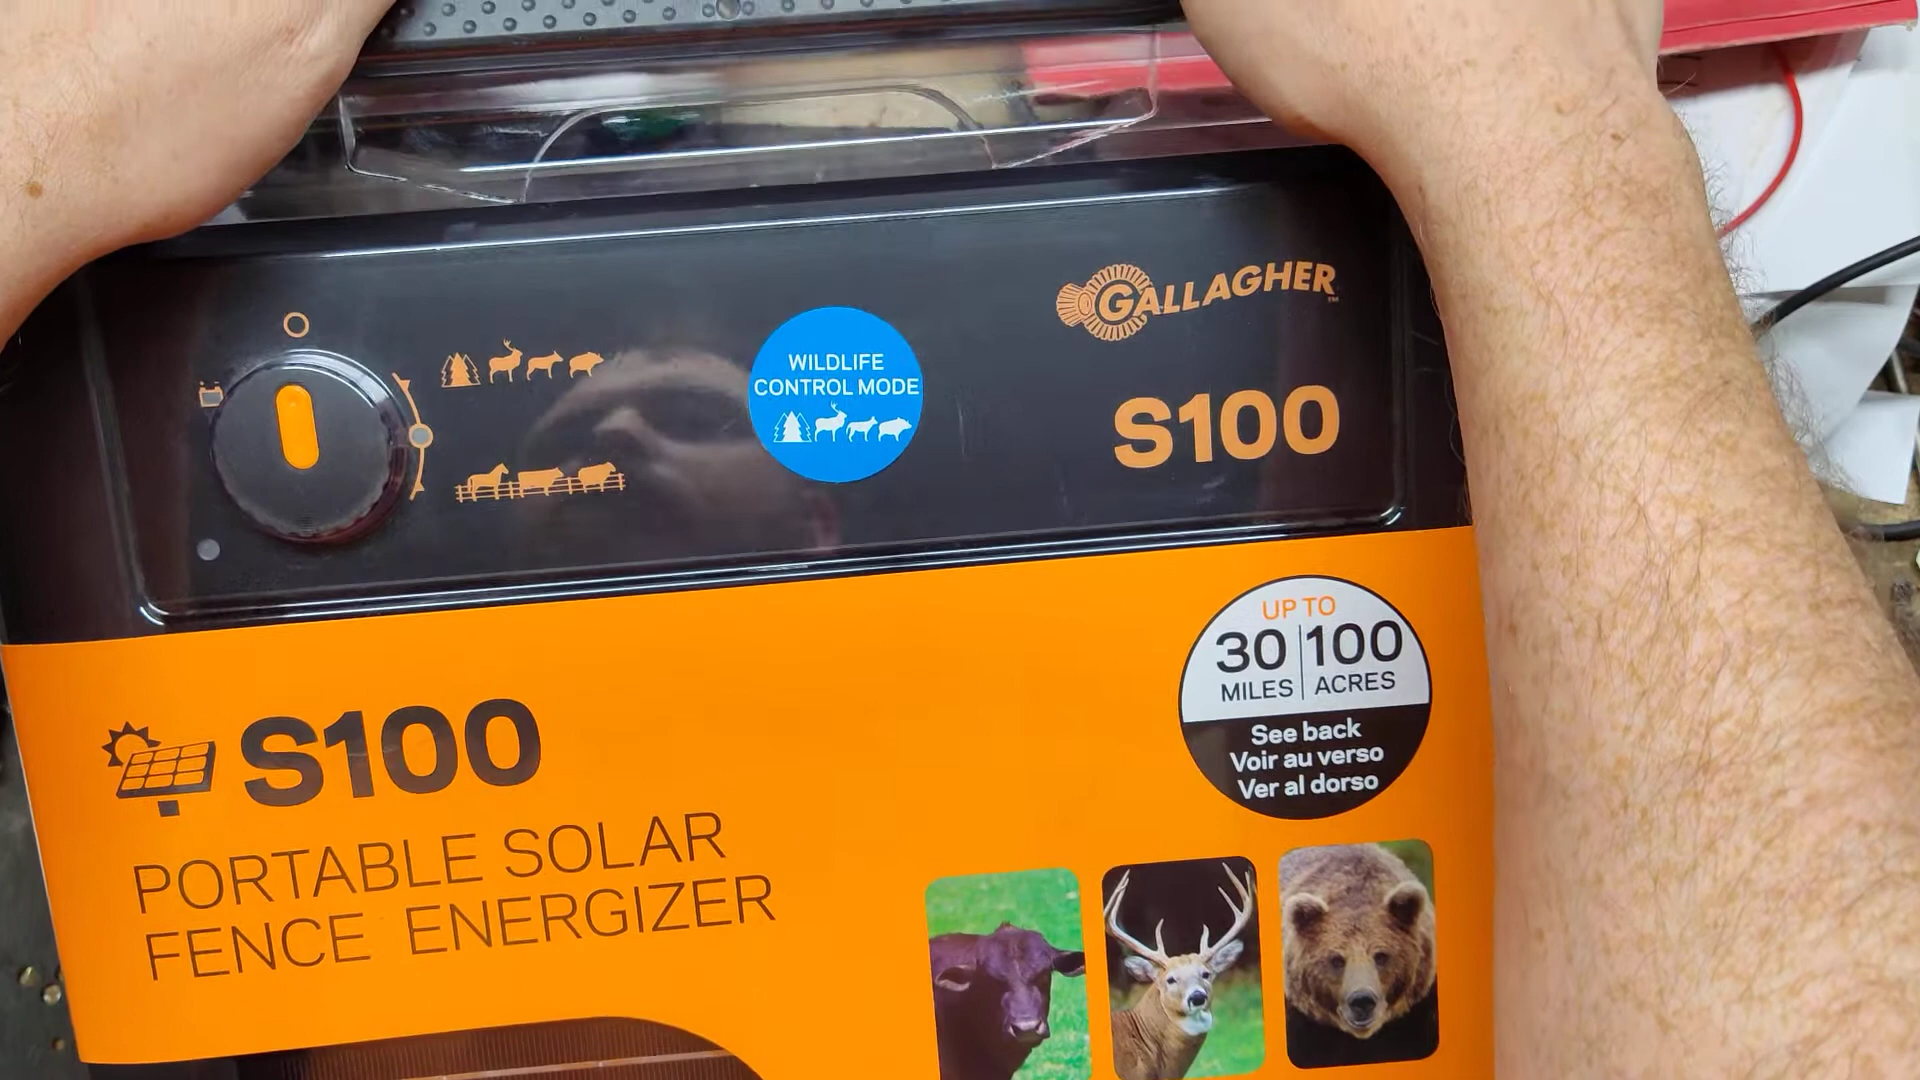 GALLAGHER™
WILDLIFE
CONTROL MODE
S100
UP TO
30 MILES | 100 ACRES
See back
Voir au verso
Ver al dorso
S100
PORTABLE SOLAR
FENCE ENERGIZER